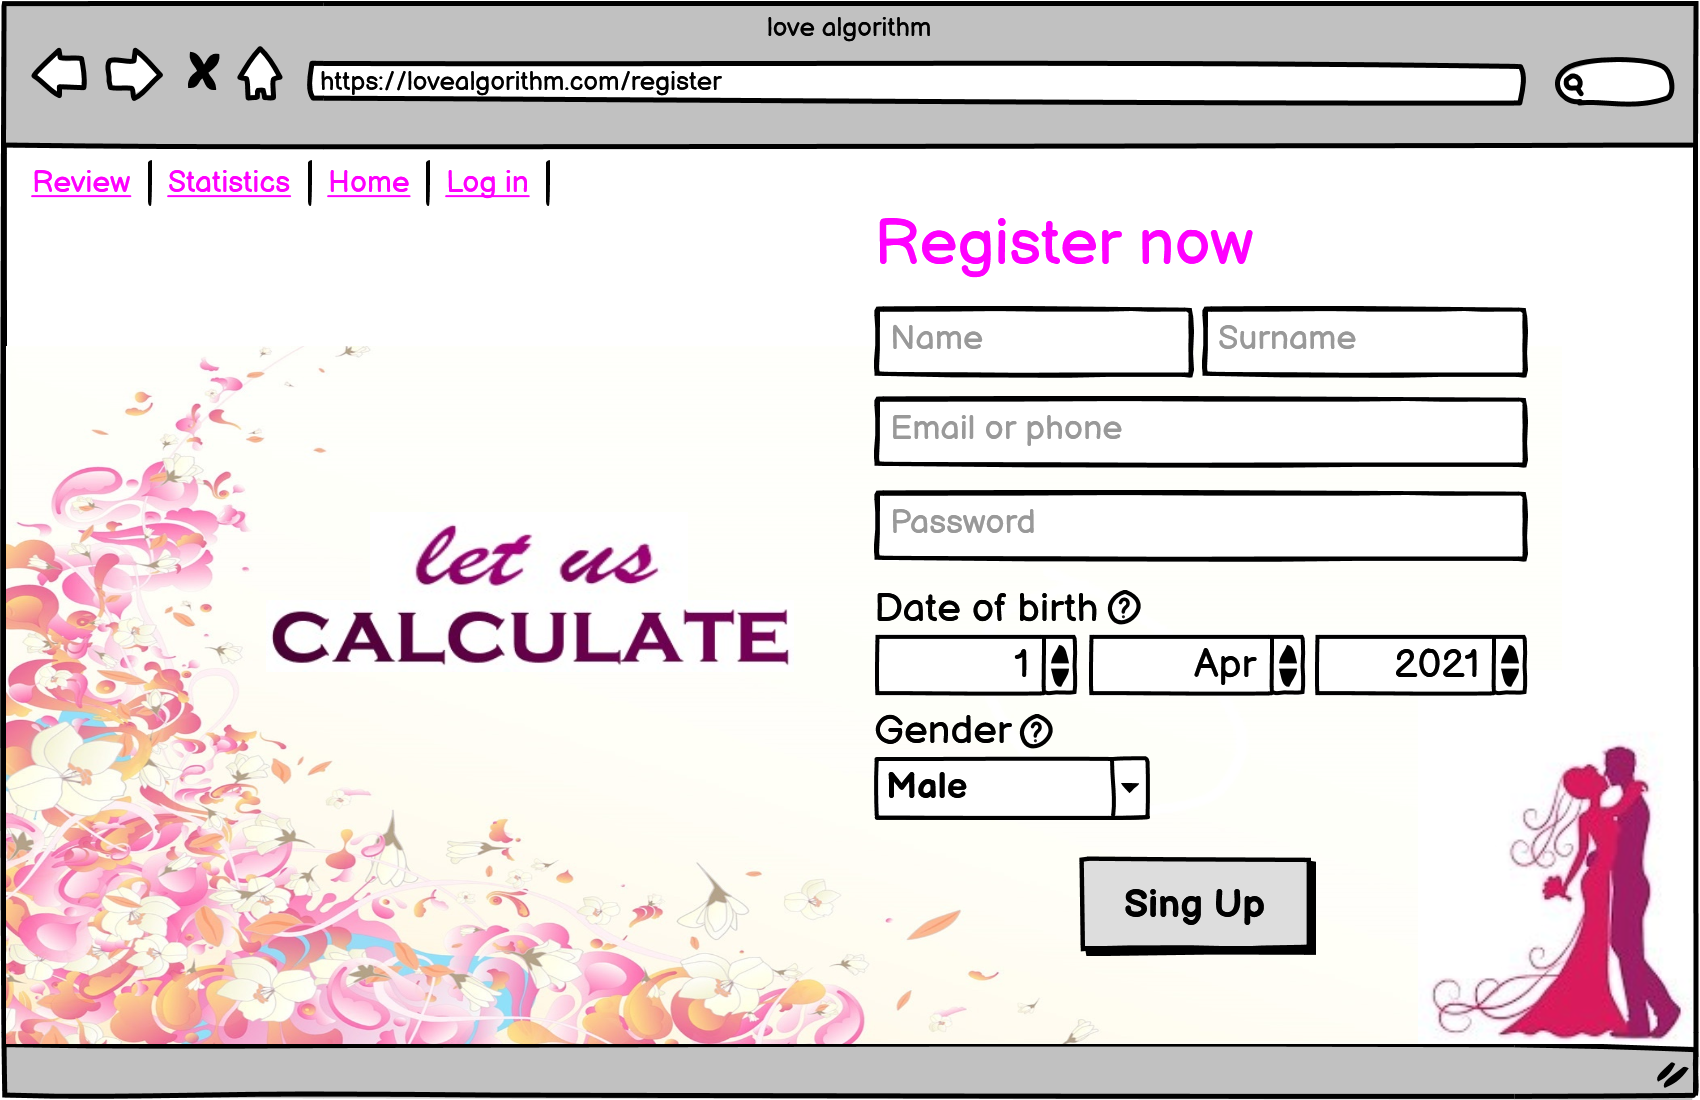 love algorithm
https://lovealgorithm.com/register
Review Statistics Home Log in
Register now
Name Surname
Email or phone
Password
let us
CALCULATE
Date of birth ?
1 Apr 2021
Gender ?
Male
Sing Up